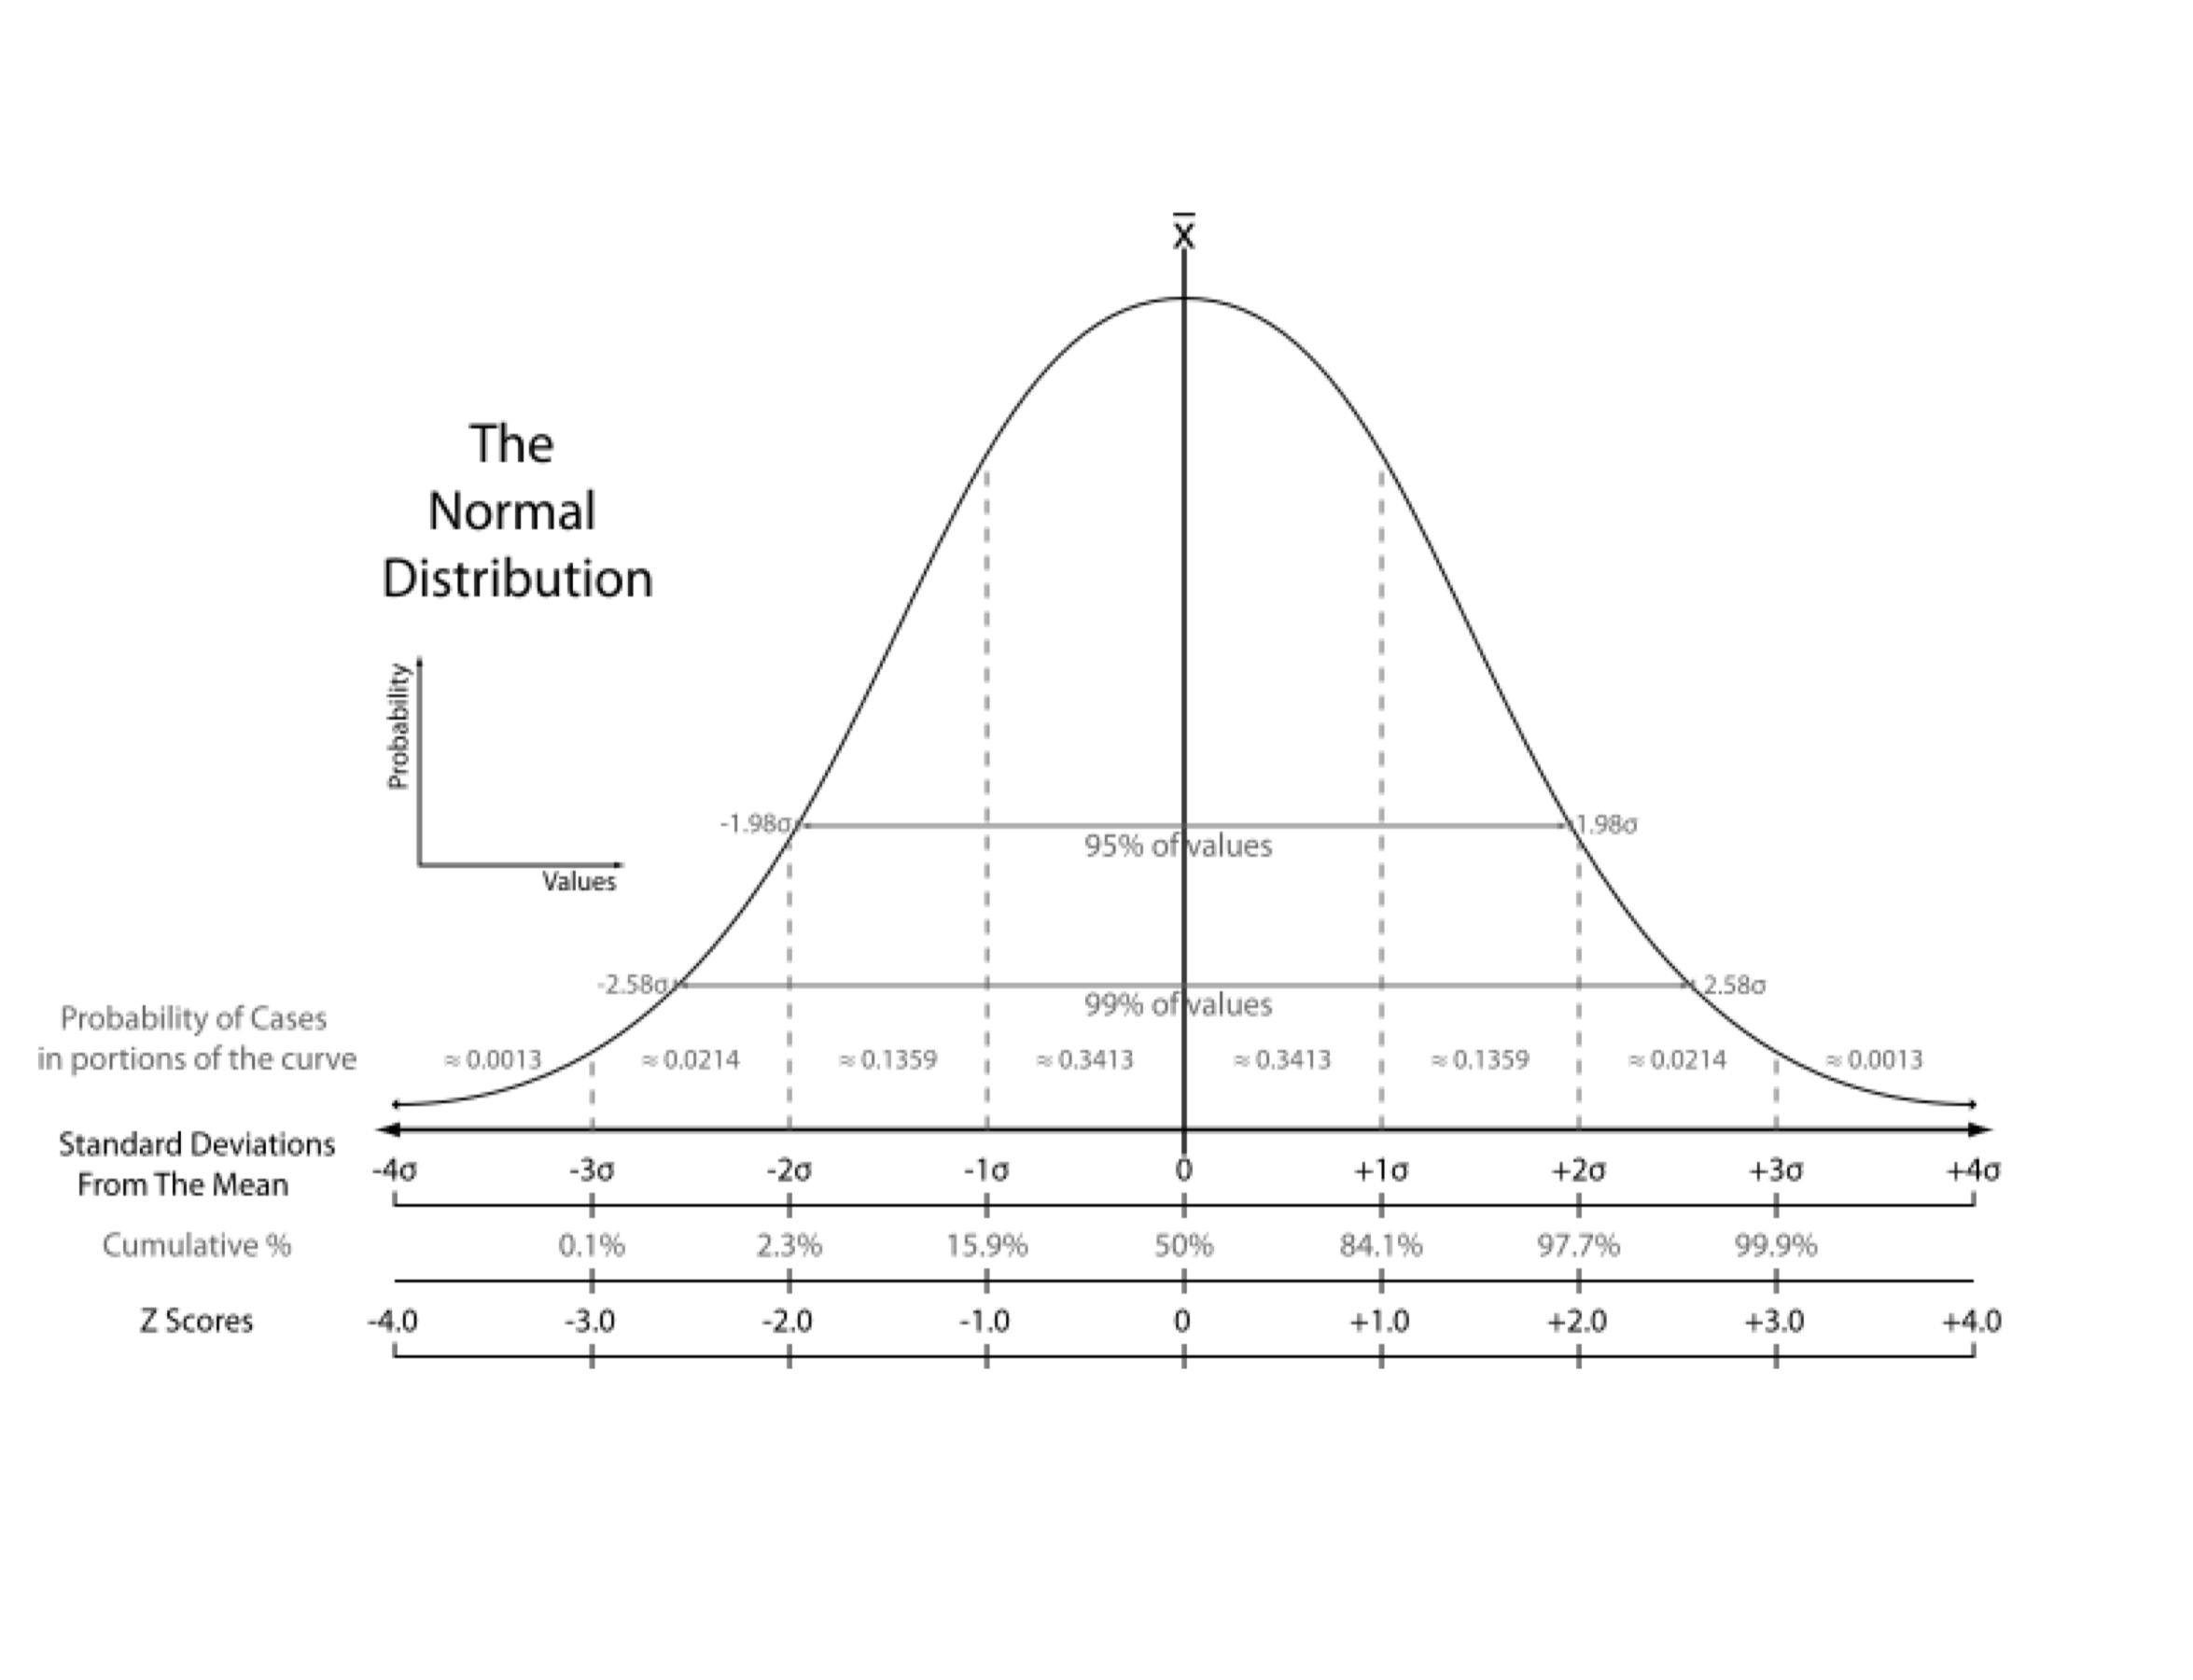 x̅
The
Normal
Distribution
Probability
Values
-1.98σ 1.98σ
95% of values
-2.58σ 2.58σ
99% of values
Probability of Cases
in portions of the curve
≈ 0.0013 ≈ 0.0214 ≈ 0.1359 ≈ 0.3413 ≈ 0.3413 ≈ 0.1359 ≈ 0.0214 ≈ 0.0013
Standard Deviations
From The Mean
-4σ -3σ -2σ -1σ 0 +1σ +2σ +3σ +4σ
Cumulative % 0.1% 2.3% 15.9% 50% 84.1% 97.7% 99.9%
Z Scores -4.0 -3.0 -2.0 -1.0 0 +1.0 +2.0 +3.0 +4.0